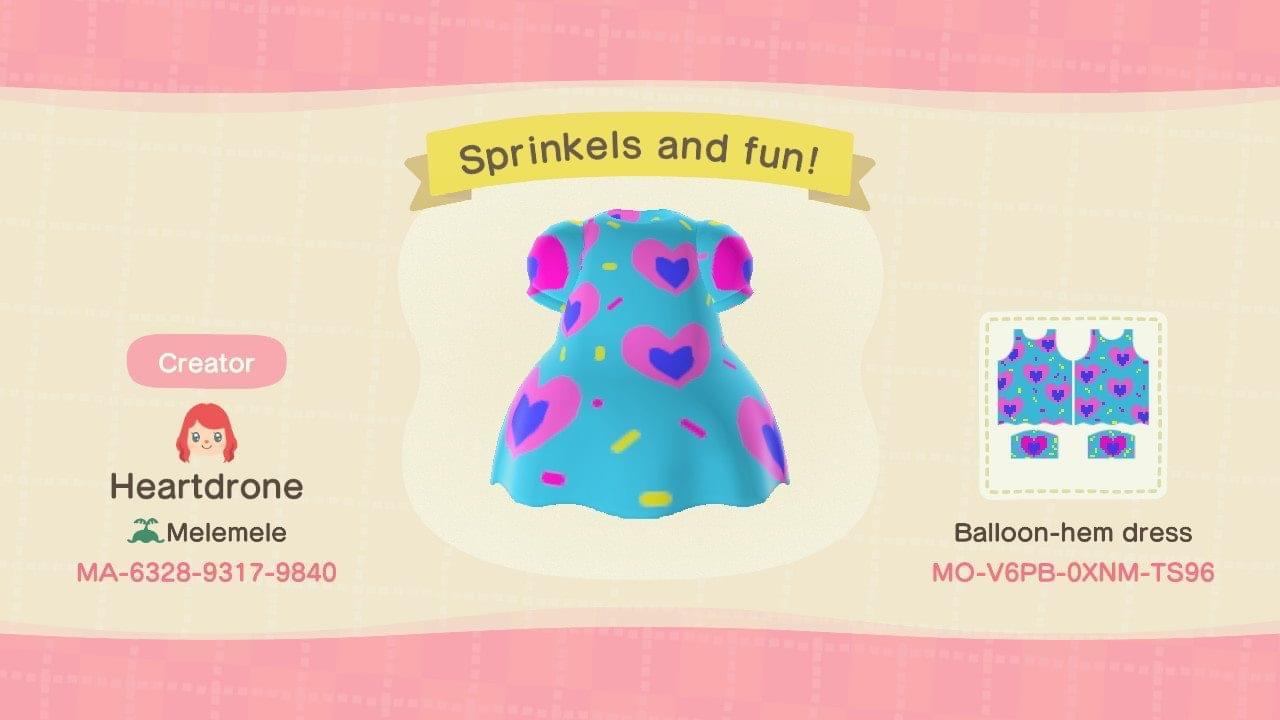 Sprinkels and fun!
Creator
Heartdrone
Melemele
MA-6328-9317-9840
Balloon-hem dress
MO-V6PB-0XNM-TS96